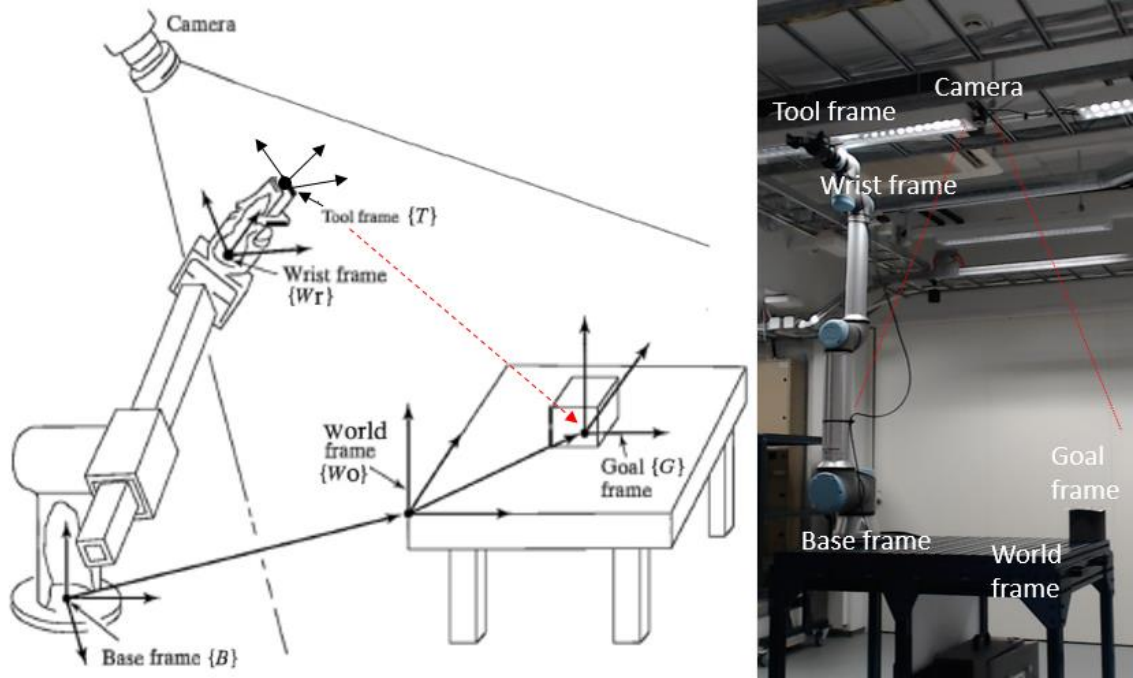 Camera
Tool frame {T}
Wrist frame
{Wr}
World
frame
{Wo}
Goal {G}
frame
Base frame {B}
Camera
Tool frame
Wrist frame
Goal
frame
Base frame
World
frame